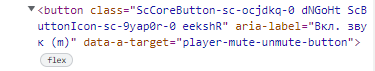 ▼<button class="ScCoreButton-sc-ocjdkq-0 dNGoHt ScB
uttonIcon-sc-9yap0r-0 eekshR" aria-label="Вкл. зву
к (m)" data-a-target="player-mute-unmute-button">
flex